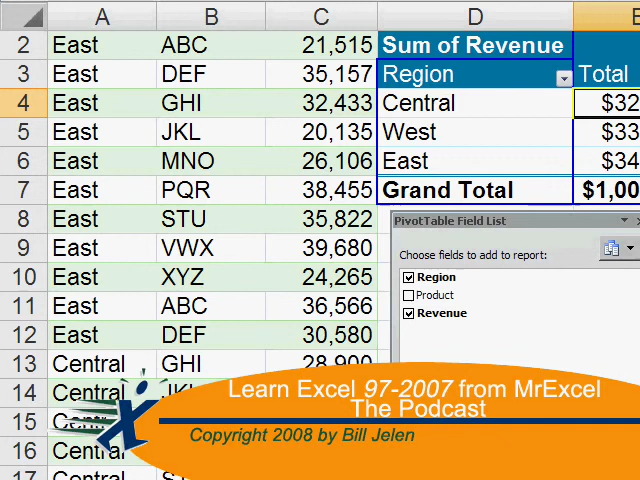 A B C D E
2 East ABC 21,515 Sum of Revenue
3 East DEF 35,157 Region Total
4 East GHI 32,433 Central $32
5 East JKL 20,135 West $33
6 East MNO 26,106 East $34
7 East PQR 38,455 Grand Total $1,00
8 East STU 35,822
PivotTable Field List
9 East VWX 39,680
Choose fields to add to report:
10 East XYZ 24,265
Region
Product
11 East ABC 36,566
Revenue
12 East DEF 30,580
13 Central GHI 28,900
14 Central JKL
Learn Excel 97-2007 from MrExcel
The Podcast
15 Central
Copyright 2008 by Bill Jelen
16 Central
17 Central